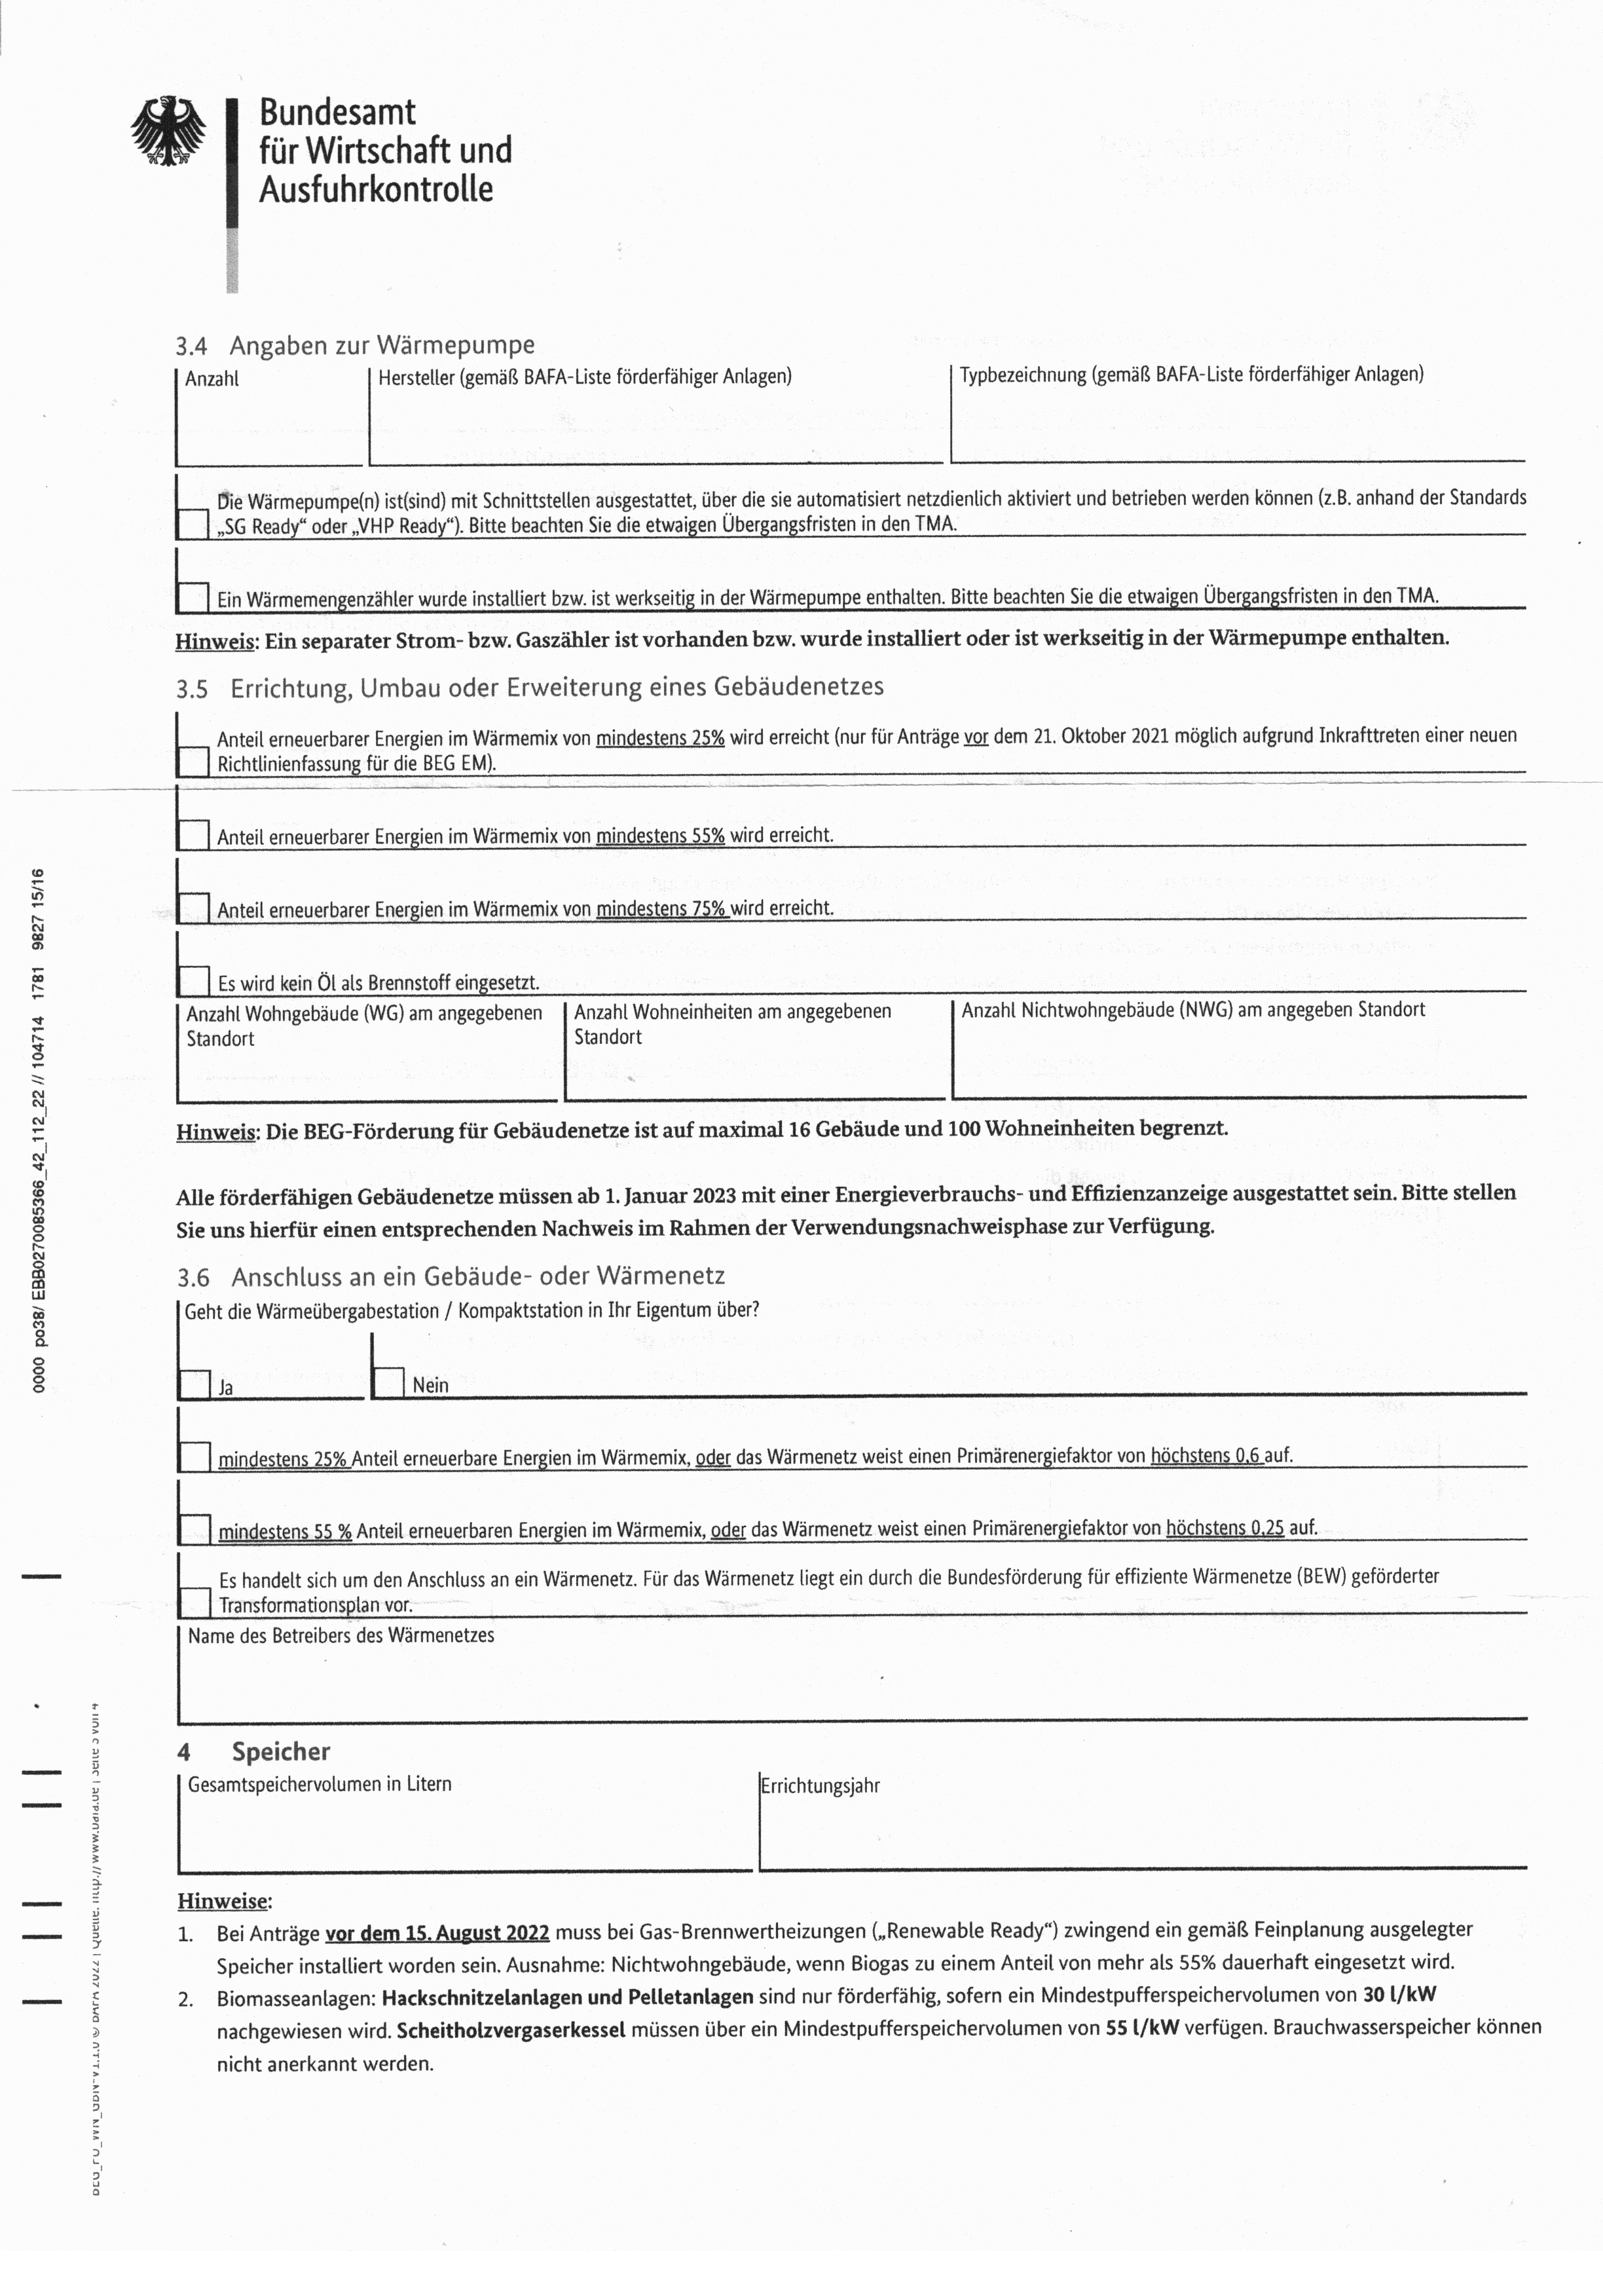 Bundesamt
für Wirtschaft und
Ausfuhrkontrolle
3.4 Angaben zur Wärmepumpe
Anzahl
Hersteller (gemäß BAFA-Liste förderfähiger Anlagen)
Typbezeichnung (gemäß BAFA-Liste förderfähiger Anlagen)
Die Wärmepumpe(n) ist(sind) mit Schnittstellen ausgestattet, über die sie automatisiert netzdienlich aktiviert und betrieben werden können (z.B. anhand der Standards
„SG Ready“ oder „VHP Ready“). Bitte beachten Sie die etwaigen Übergangsfristen in den TMA.
Ein Wärmemengenzähler wurde installiert bzw. ist werkseitig in der Wärmepumpe enthalten. Bitte beachten Sie die etwaigen Übergangsfristen in den TMA.
Hinweis: Ein separater Strom- bzw. Gaszähler ist vorhanden bzw. wurde installiert oder ist werkseitig in der Wärmepumpe enthalten.
3.5 Errichtung, Umbau oder Erweiterung eines Gebäudenetzes
Anteil erneuerbarer Energien im Wärmemix von mindestens 25% wird erreicht (nur für Anträge vor dem 21. Oktober 2021 möglich aufgrund Inkrafttreten einer neuen
Richtlinienfassung für die BEG EM).
Anteil erneuerbarer Energien im Wärmemix von mindestens 55% wird erreicht.
Anteil erneuerbarer Energien im Wärmemix von mindestens 75% wird erreicht.
Es wird kein Öl als Brennstoff eingesetzt.
Anzahl Wohngebäude (WG) am angegebenen
Standort
Anzahl Wohneinheiten am angegebenen
Standort
Anzahl Nichtwohngebäude (NWG) am angegeben Standort
Hinweis: Die BEG-Förderung für Gebäudenetze ist auf maximal 16 Gebäude und 100 Wohneinheiten begrenzt.
Alle förderfähigen Gebäudenetze müssen ab 1. Januar 2023 mit einer Energieverbrauchs- und Effizienzanzeige ausgestattet sein. Bitte stellen
Sie uns hierfür einen entsprechenden Nachweis im Rahmen der Verwendungsnachweisphase zur Verfügung.
3.6 Anschluss an ein Gebäude- oder Wärmenetz
Geht die Wärmeübergabestation / Kompaktstation in Ihr Eigentum über?
Ja
Nein
mindestens 25% Anteil erneuerbare Energien im Wärmemix, oder das Wärmenetz weist einen Primärenergiefaktor von höchstens 0,6 auf.
mindestens 55 % Anteil erneuerbaren Energien im Wärmemix, oder das Wärmenetz weist einen Primärenergiefaktor von höchstens 0,25 auf.
Es handelt sich um den Anschluss an ein Wärmenetz. Für das Wärmenetz liegt ein durch die Bundesförderung für effiziente Wärmenetze (BEW) geförderter
Transformationsplan vor.
Name des Betreibers des Wärmenetzes
4 Speicher
Gesamtspeichervolumen in Litern
Errichtungsjahr
Hinweise:
1. Bei Anträge vor dem 15. August 2022 muss bei Gas-Brennwertheizungen („Renewable Ready“) zwingend ein gemäß Feinplanung ausgelegter
Speicher installiert worden sein. Ausnahme: Nichtwohngebäude, wenn Biogas zu einem Anteil von mehr als 55% dauerhaft eingesetzt wird.
2. Biomasseanlagen: Hackschnitzelanlagen und Pelletanlagen sind nur förderfähig, sofern ein Mindestpufferspeichervolumen von 30 l/kW
nachgewiesen wird. Scheitholzvergaserkessel müssen über ein Mindestpufferspeichervolumen von 55 l/kW verfügen. Brauchwasserspeicher können
nicht anerkannt werden.
0000 po38/ EBB0270085366_42_112_22 // 104714 1781 9827 15/16